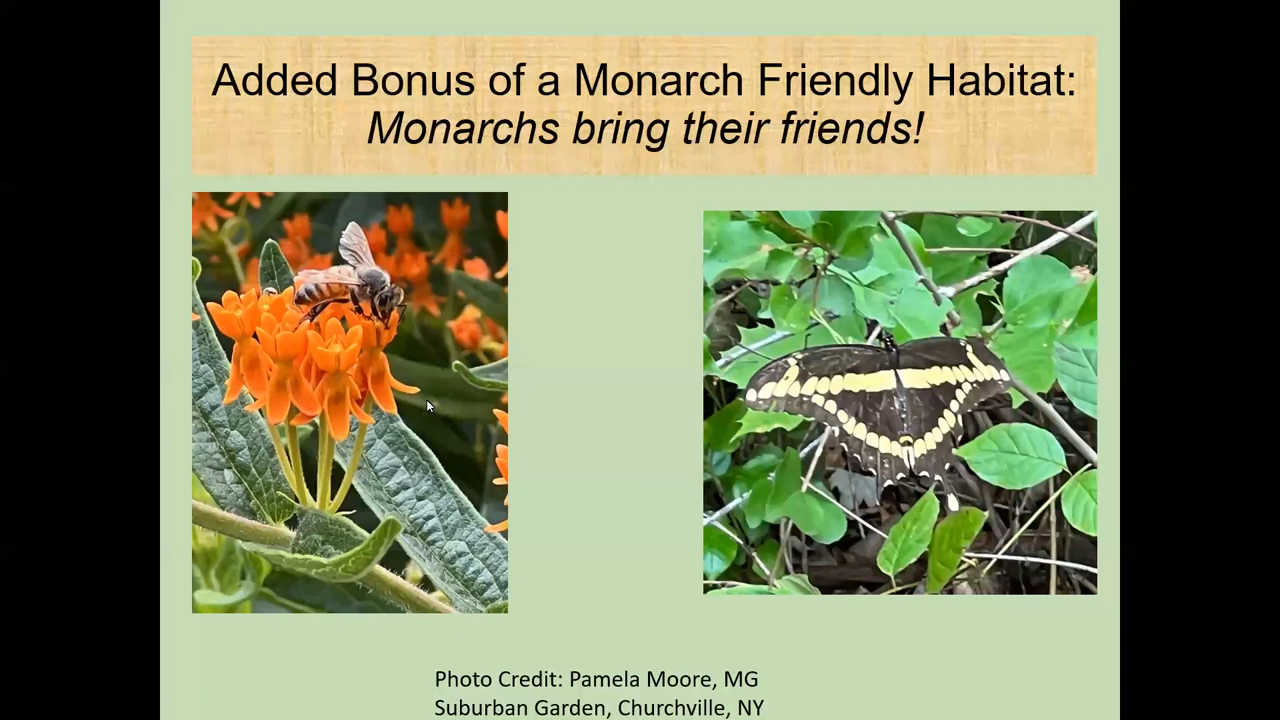 Added Bonus of a Monarch Friendly Habitat:
Monarchs bring their friends!
Photo Credit: Pamela Moore, MG
Suburban Garden, Churchville, NY